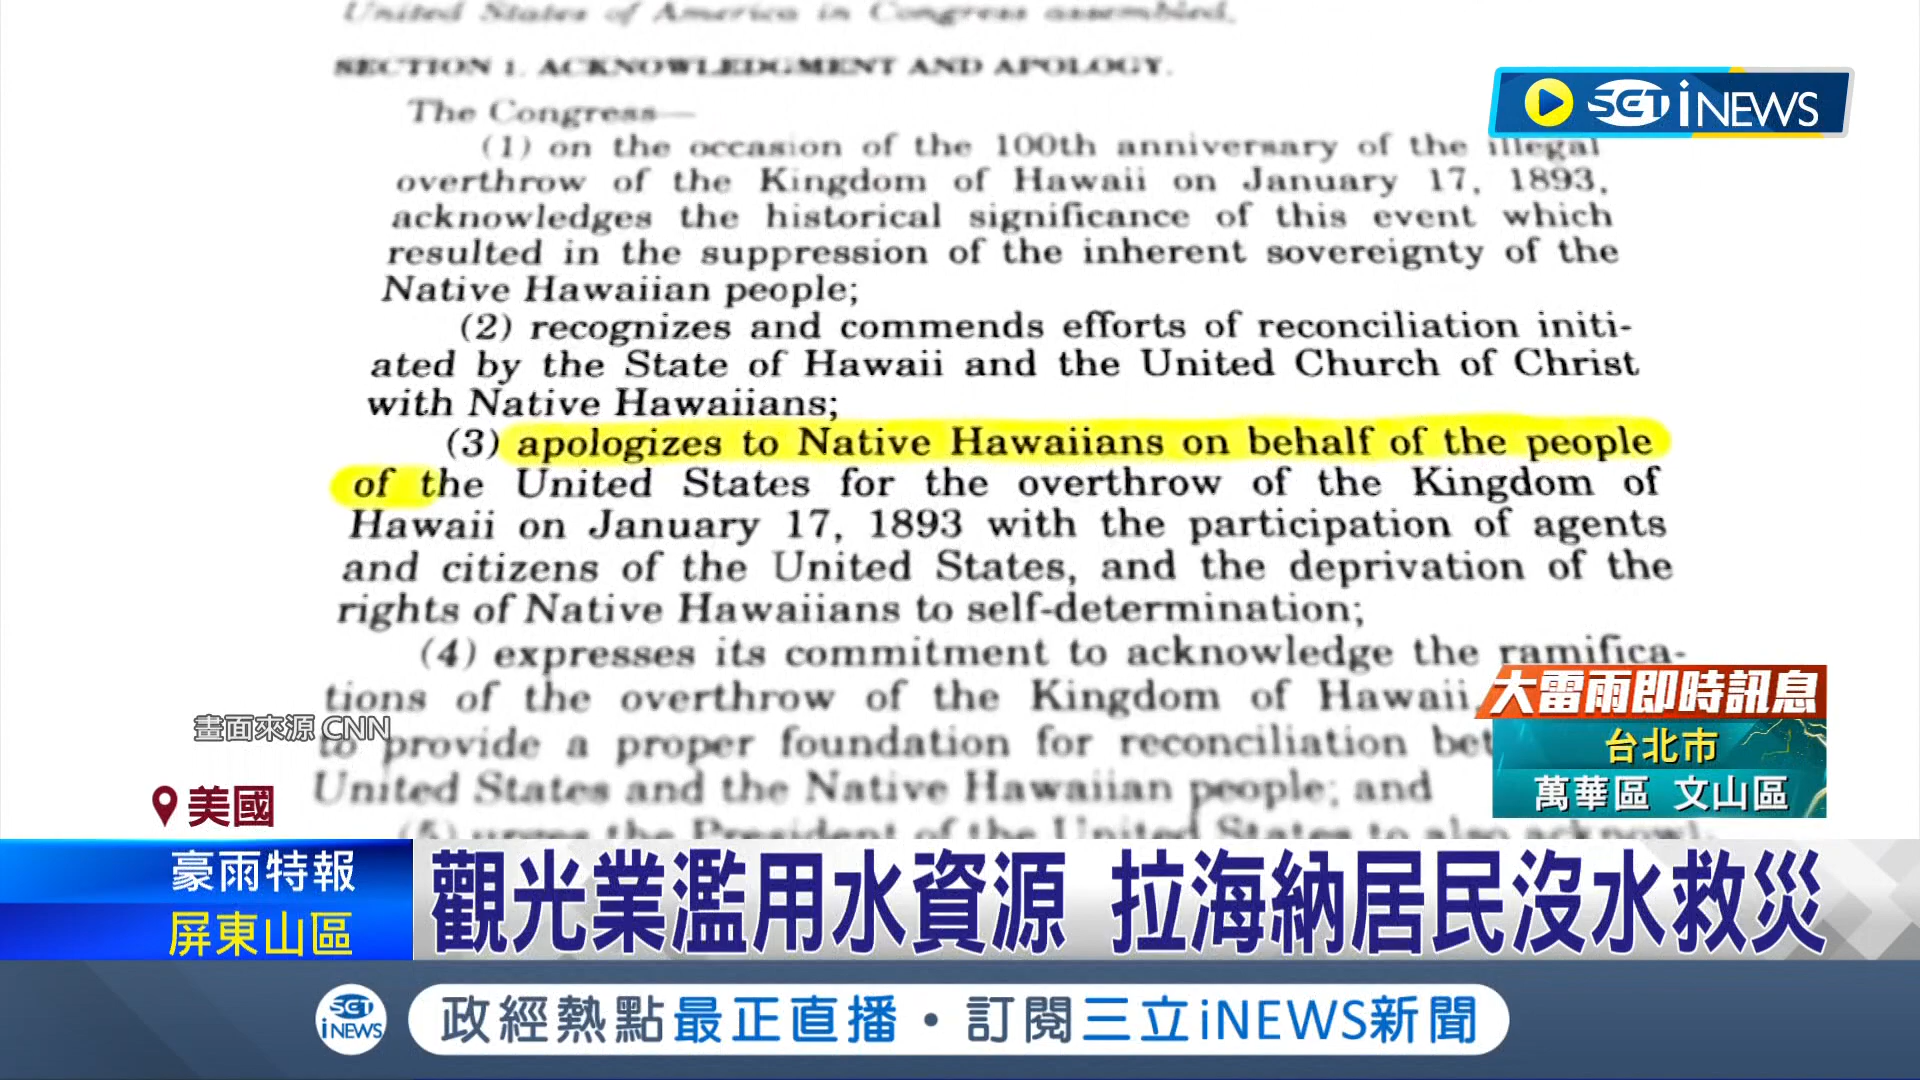 United States of America in Congress assembled,
SECTION 1. ACKNOWLEDGMENT AND APOLOGY.
The Congress—
(1) on the occasion of the 100th anniversary of the illegal
overthrow of the Kingdom of Hawaii on January 17, 1893,
acknowledges the historical significance of this event which
resulted in the suppression of the inherent sovereignty of the
Native Hawaiian people;
(2) recognizes and commends efforts of reconciliation initi-
ated by the State of Hawaii and the United Church of Christ
with Native Hawaiians;
(3) apologizes to Native Hawaiians on behalf of the people
of the United States for the overthrow of the Kingdom of
Hawaii on January 17, 1893 with the participation of agents
and citizens of the United States, and the deprivation of the
rights of Native Hawaiians to self-determination;
(4) expresses its commitment to acknowledge the ramifica-
tions of the overthrow of the Kingdom of Hawaii,
to provide a proper foundation for reconciliation bet
United States and the Native Hawaiian people; and
(5) urges the President of the United States to also acknowl-
SET iNEWS
大雷雨即時訊息
台北市
萬華區 文山區
畫面來源 CNN
美國
豪雨特報
屏東山區
觀光業濫用水資源 拉海納居民沒水救災
SET iNEWS
政經熱點最正直播・訂閱三立iNEWS新聞